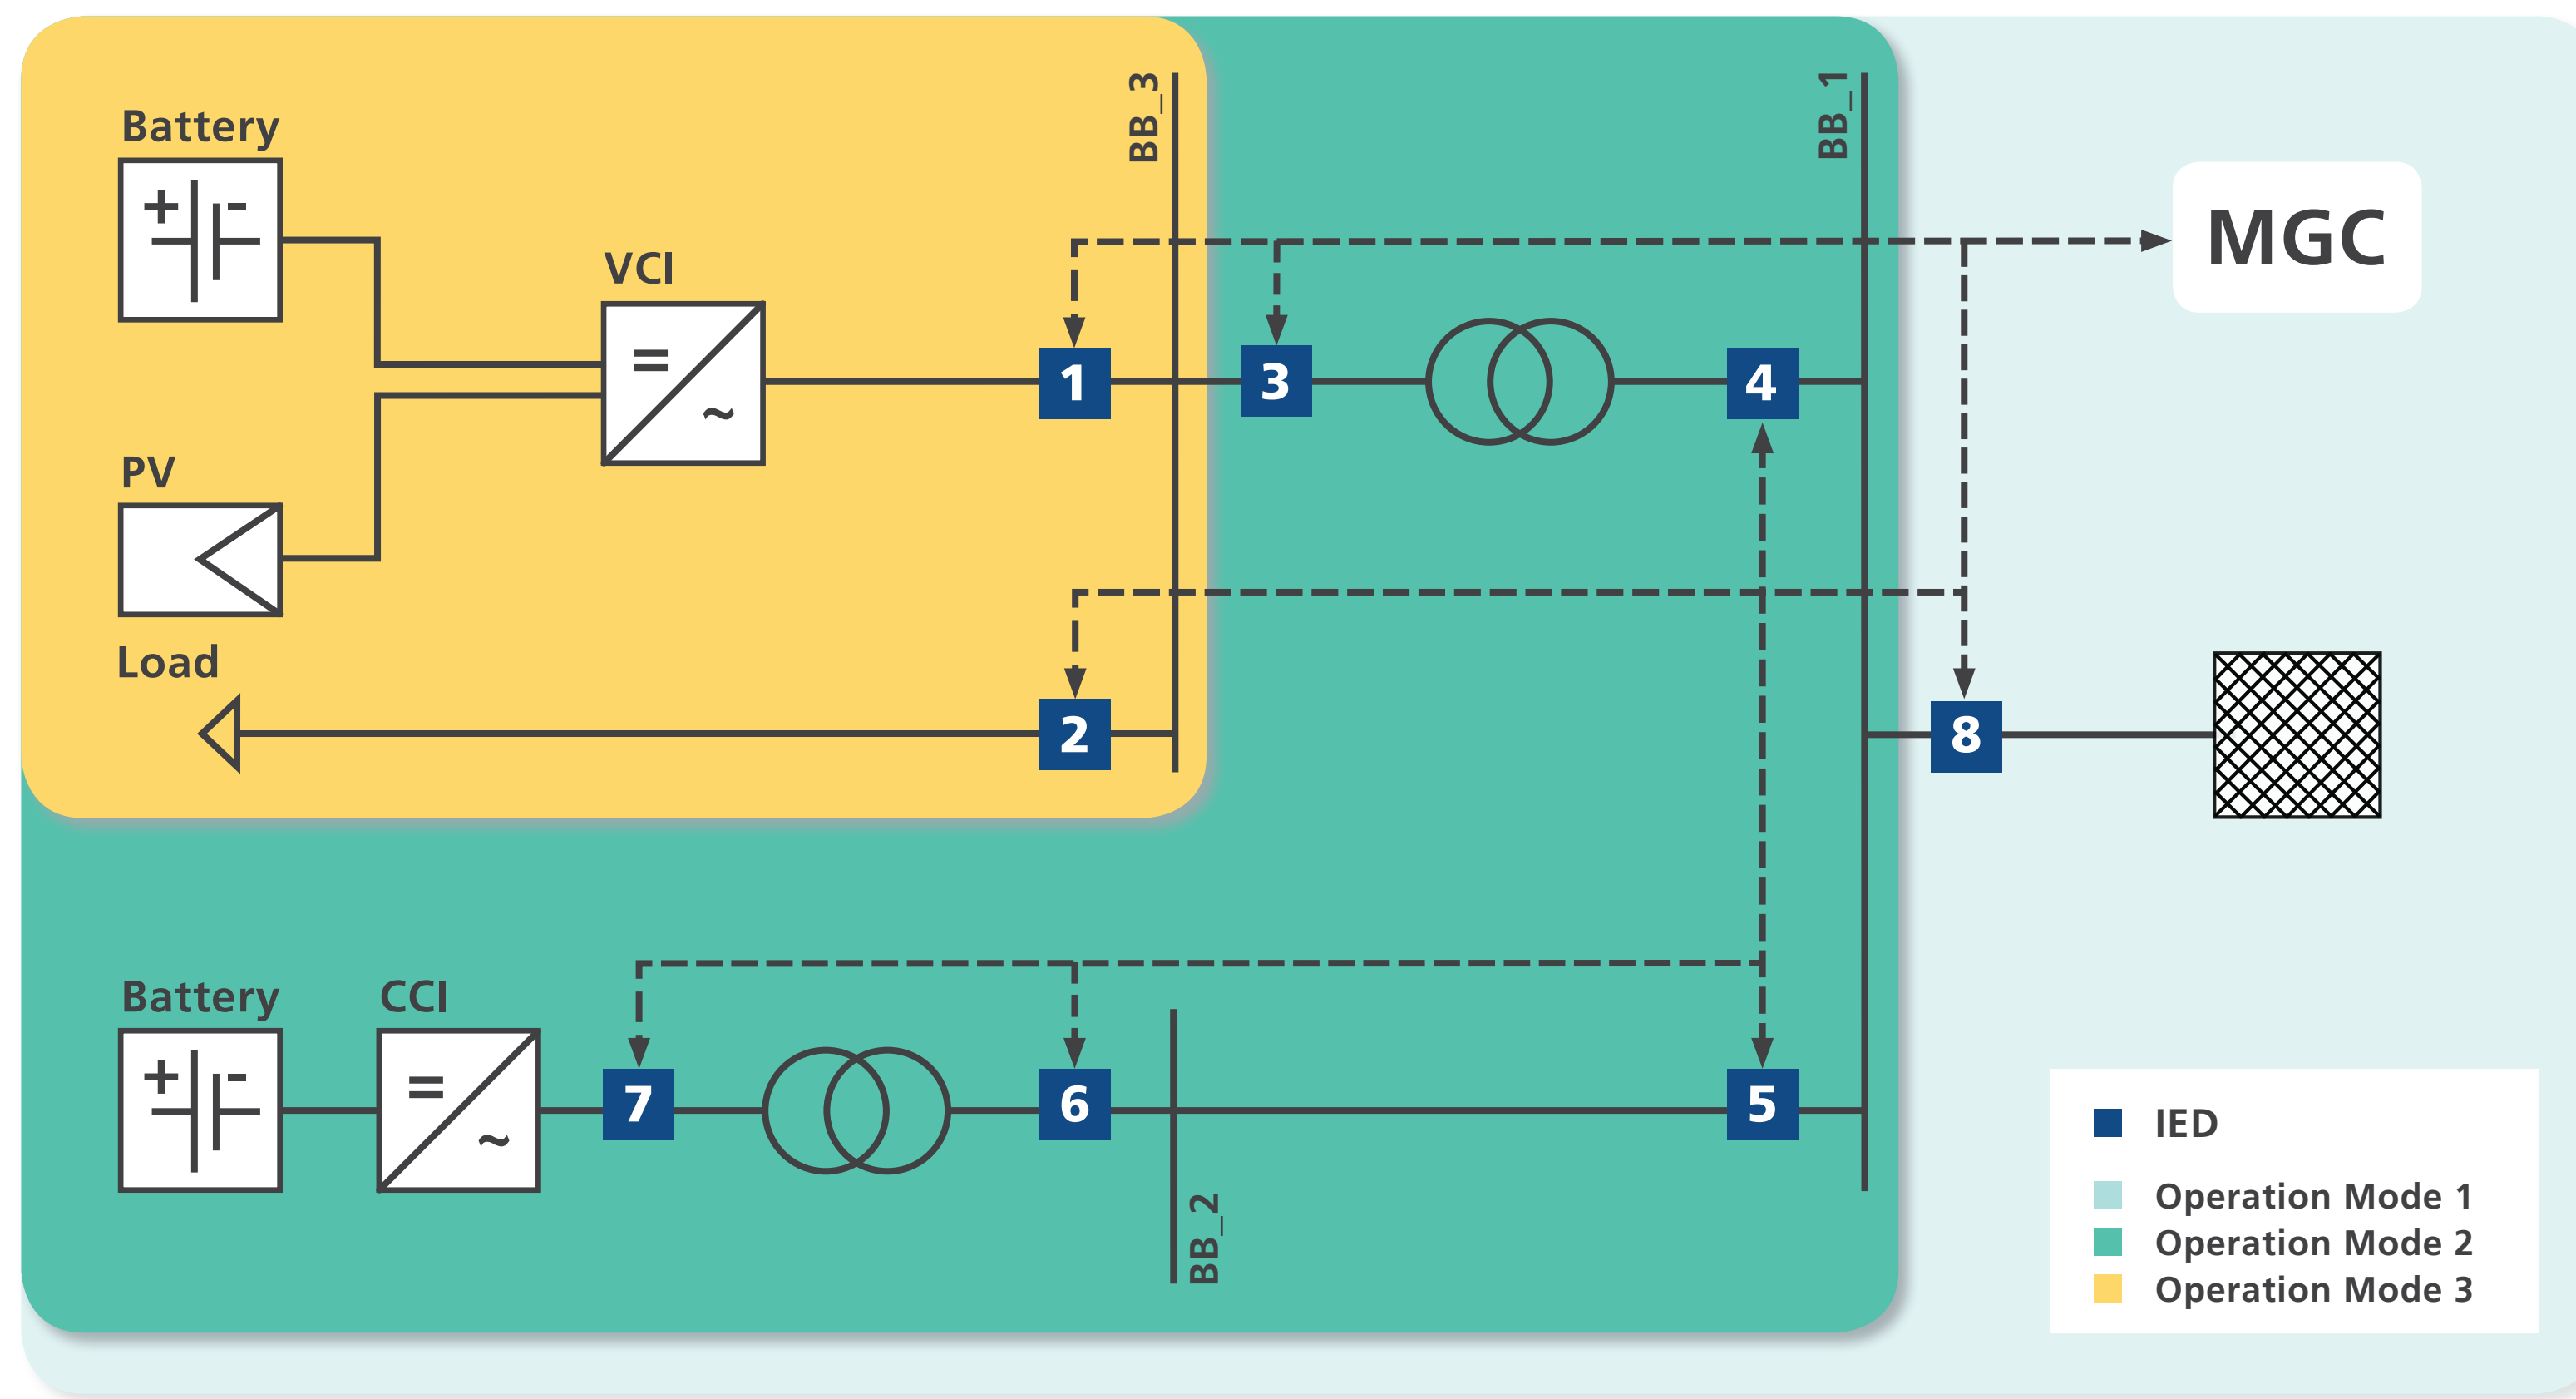 BB_3
BB_1
Battery
+ -
MGC
VCI
=
~
1
3
4
PV
Load
2
8
Battery
CCI
+ -
=
~
7
6
5
BB_2
IED
Operation Mode 1
Operation Mode 2
Operation Mode 3